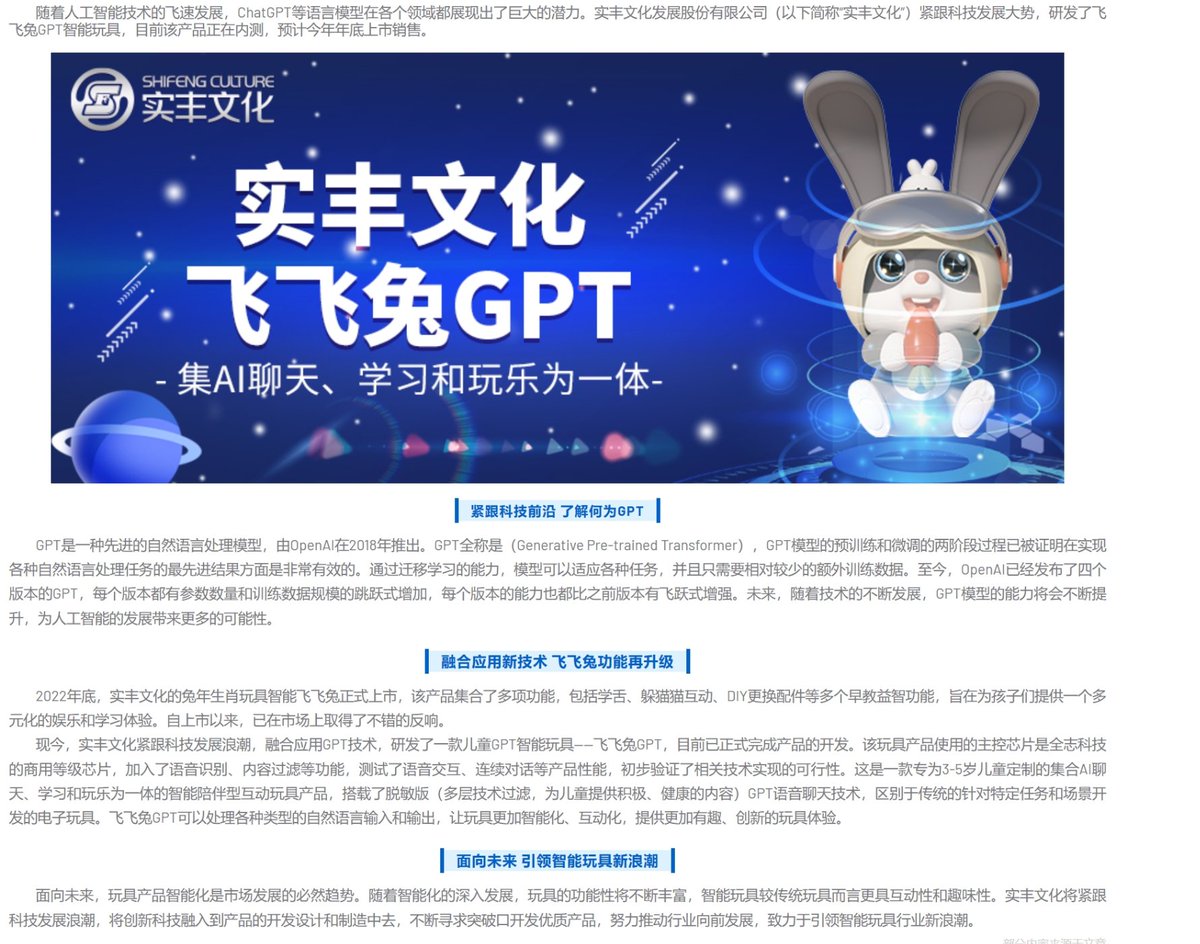 随着人工智能技术的飞速发展，ChatGPT等语言模型在各个领域都展现出了巨大的潜力。实丰文化发展股份有限公司（以下简称“实丰文化”）紧跟科技发展大势，研发了飞
飞兔GPT智能玩具，目前该产品正在内测，预计今年年底上市销售。
SHIFENG CULTURE
实丰文化
实丰文化
飞飞兔GPT
- 集AI聊天、学习和玩乐为一体-
紧跟科技前沿 了解何为GPT
GPT是一种先进的自然语言处理模型，由OpenAI在2018年推出。GPT全称是（Generative Pre-trained Transformer），GPT模型的预训练和微调的两阶段过程已被证明在实现
各种自然语言处理任务的最先进结果方面是非常有效的。通过迁移学习的能力，模型可以适应各种任务，并且只需要相对较少的额外训练数据。至今，OpenAI已经发布了四个
版本的GPT，每个版本都有参数数量和训练数据规模的跳跃式增加，每个版本的能力也都比之前版本有飞跃式增强。未来，随着技术的不断发展，GPT模型的能力将会不断提
升，为人工智能的发展带来更多的可能性。
融合应用新技术 飞飞兔功能再升级
2022年底，实丰文化的兔年生肖玩具智能飞飞兔正式上市，该产品集合了多项功能，包括学舌、躲猫猫互动、DIY更换配件等多个早教益智功能，旨在为孩子们提供一个多
元化的娱乐和学习体验。自上市以来，已在市场上取得了不错的反响。
现今，实丰文化紧跟科技发展浪潮，融合应用GPT技术，研发了一款儿童GPT智能玩具——飞飞兔GPT，目前已正式完成产品的开发。该玩具产品使用的主控芯片是全志科技
的商用等级芯片，加入了语音识别、内容过滤等功能，测试了语音交互、连续对话等产品性能，初步验证了相关技术实现的可行性。这是一款专为3-5岁儿童定制的集合AI聊
天、学习和玩乐为一体的智能陪伴型互动玩具产品，搭载了脱敏版（多层技术过滤，为儿童提供积极、健康的内容）GPT语音聊天技术，区别于传统的针对特定任务和场景开
发的电子玩具。飞飞兔GPT可以处理各种类型的自然语言输入和输出，让玩具更加智能化、互动化，提供更加有趣、创新的玩具体验。
面向未来 引领智能玩具新浪潮
面向未来，玩具产品智能化是市场发展的必然趋势。随着智能化的深入发展，玩具的功能性将不断丰富，智能玩具较传统玩具而言更具互动性和趣味性。实丰文化将紧跟
科技发展浪潮，将创新科技融入到产品的开发设计和制造中去，不断寻求突破口开发优质产品，努力推动行业向前发展，致力于引领智能玩具行业新浪潮。